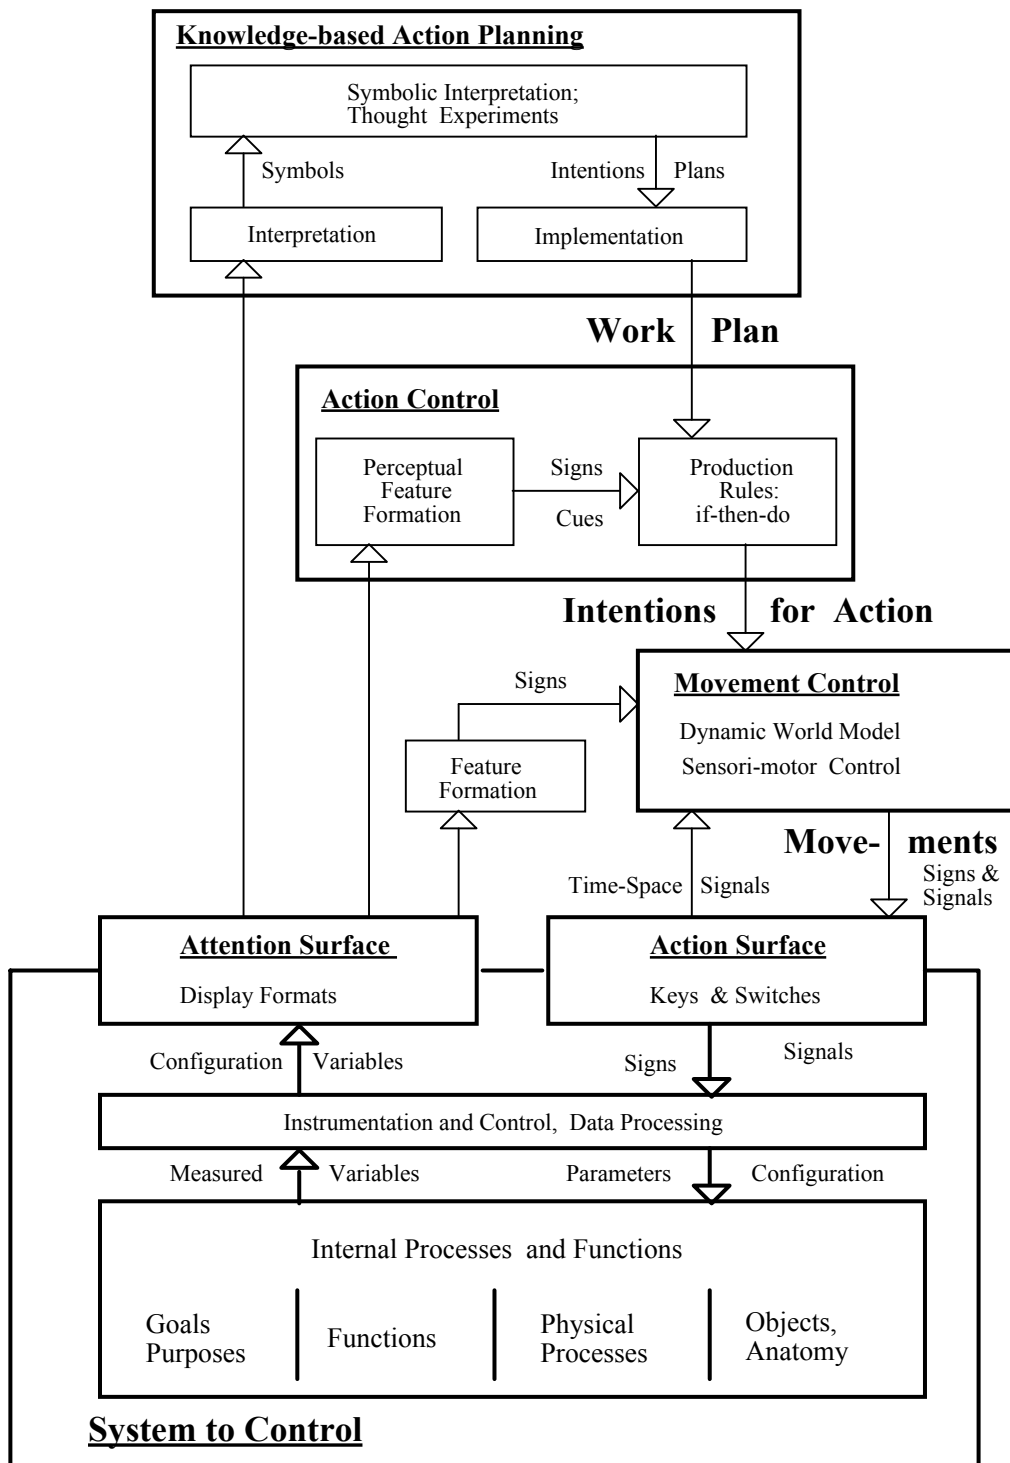 Knowledge-based Action Planning
Symbolic Interpretation;
Thought Experiments
Symbols
Intentions Plans
Interpretation
Implementation
Work Plan
Action Control
Perceptual
Feature
Formation
Signs
Cues
Production
Rules:
if-then-do
Intentions for Action
Signs
Movement Control
Dynamic World Model
Sensori-motor Control
Feature
Formation
Move- ments
Time-Space Signals
Signs &
Signals
Attention Surface
Display Formats
Action Surface
Keys & Switches
Configuration Variables
Signs Signals
Instrumentation and Control, Data Processing
Measured Variables
Parameters Configuration
Internal Processes and Functions
Goals
Purposes
Functions
Physical
Processes
Objects,
Anatomy
System to Control